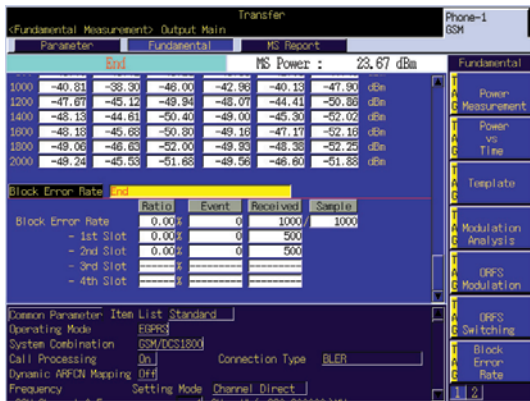 Transfer
Phone-1
GSM
<Fundamental Measurement> Output Main
Parameter Fundamental MS Report
End MS Power : 23.67 dBm Fundamental
1000 -40.81 -38.90 -46.00 -42.96 -40.13 -47.90 dBm
1200 -47.67 -45.12 -49.94 -48.07 -44.41 -50.86 dBm
1400 -48.13 -44.61 -50.40 -49.00 -45.30 -52.02 dBm
1600 -48.18 -45.68 -50.80 -49.16 -47.17 -52.16 dBm
1800 -49.06 -46.63 -52.00 -49.93 -48.38 -52.25 dBm
2000 -49.24 -45.53 -51.68 -49.56 -46.60 -51.88 dBm
Block Error Rate End
Ratio Event Received Sample
Block Error Rate 0.00 % 0 1000 / 1000
- 1st Slot 0.00 % 0 500
- 2nd Slot 0.00 % 0 500
- 3rd Slot ------ % ------ ------
- 4th Slot ------ % ------ ------
Common Parameter Item List Standard
Operating Mode EGPRS
System Combination GSM/DCS1800
Call Processing On Connection Type BLER
Dynamic ARFCN Mapping Off
Frequency Setting Mode Channel Direct
TAG Power Measurement
TAG Power vs Time
TAG Template
TAG Modulation Analysis
TAG ORFS Modulation
TAG ORFS Switching
TAG Block Error Rate
1 2